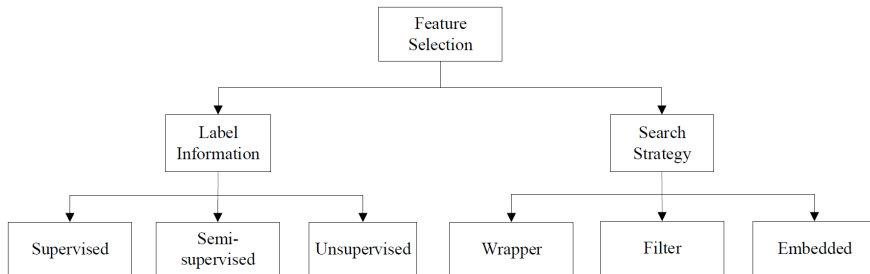 Feature
Selection
Label
Information
Search
Strategy
Supervised
Semi-
supervised
Unsupervised
Wrapper
Filter
Embedded